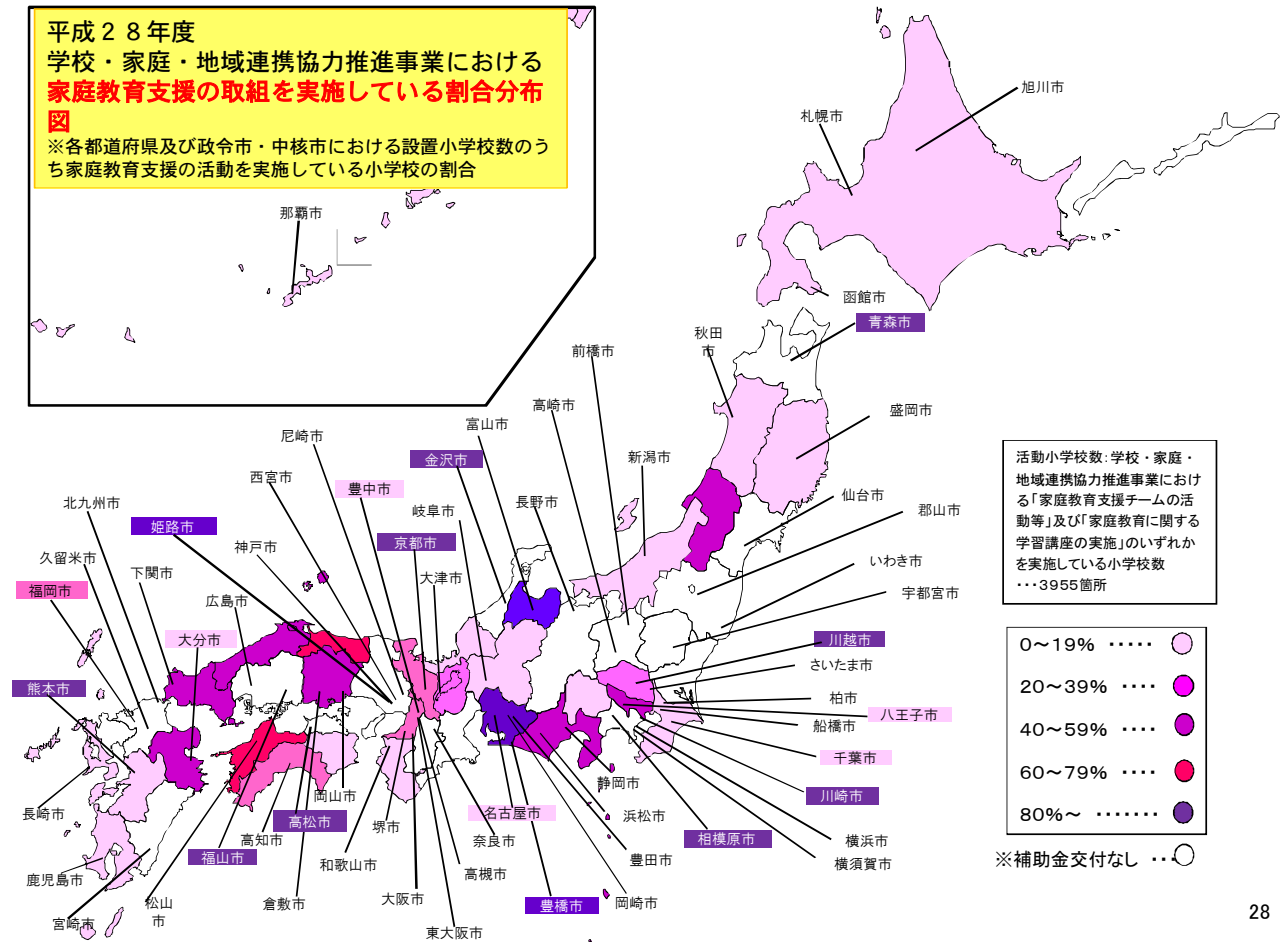 平成２８年度
学校・家庭・地域連携協力推進事業における
家庭教育支援の取組を実施している割合分布
図
※各都道府県及び政令市・中核市における設置小学校数のう
ち家庭教育支援の活動を実施している小学校の割合
那覇市
旭川市
札幌市
函館市
青森市
秋田
市
前橋市
高崎市
盛岡市
富山市
尼崎市
金沢市
新潟市
西宮市
豊中市
長野市
仙台市
北九州市
岐阜市
郡山市
姫路市
神戸市
京都市
久留米市
大津市
いわき市
下関市
福岡市
広島市
宇都宮市
大分市
川越市
さいたま市
熊本市
柏市
八王子市
船橋市
千葉市
静岡市
岡山市
川崎市
長崎市
名古屋市
浜松市
高松市
堺市
高知市
奈良市
相模原市
横浜市
福山市
和歌山市
豊田市
横須賀市
鹿児島市
高槻市
松山
市
倉敷市
大阪市
豊橋市
岡崎市
宮崎市
東大阪市
活動小学校数:学校・家庭・
地域連携協力推進事業におけ
る「家庭教育支援チームの活
動等」及び「家庭教育に関する
学習講座の実施」のいずれか
を実施している小学校数
･･･3955箇所
0～19% ‥‥‥
20～39% ‥‥
40～59% ‥‥
60～79% ‥‥
80%～ ‥‥‥‥
※補助金交付なし ‥･
28